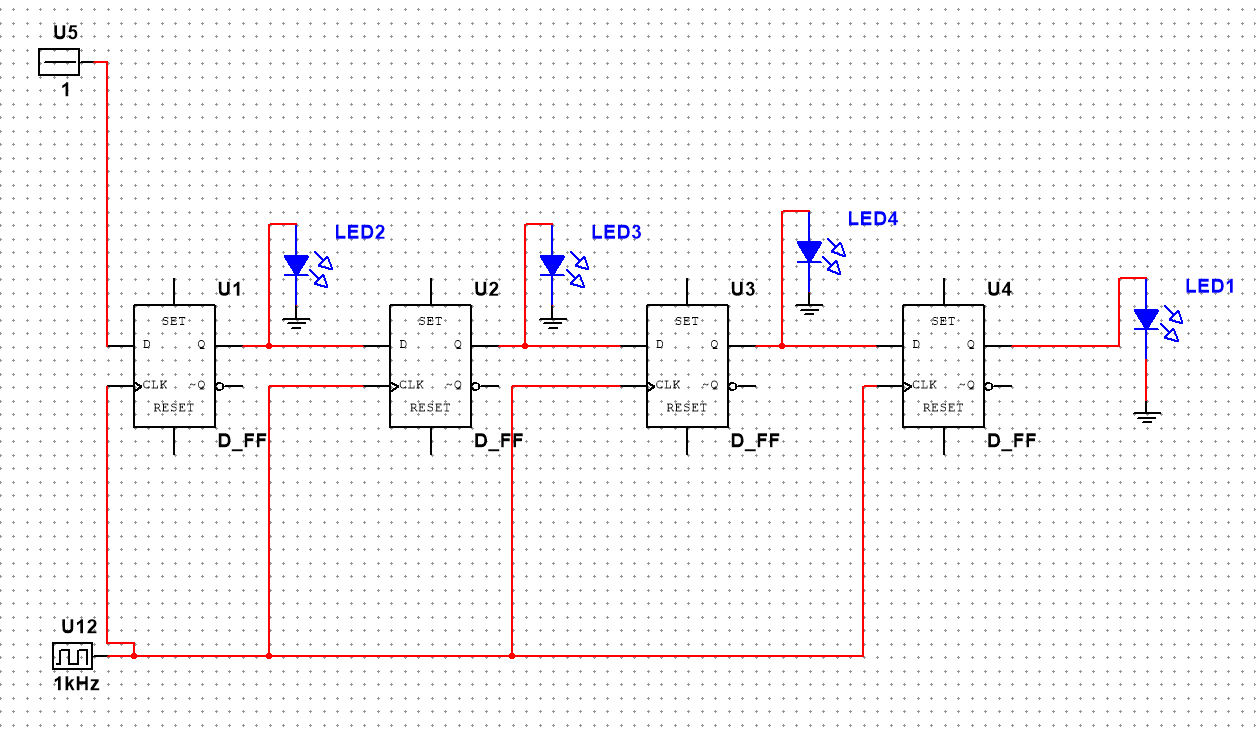 U5
1
LED2
LED3
LED4
LED1
U1
U2
U3
U4
SET
SET
SET
SET
D Q
D Q
D Q
D Q
CLK ~Q
CLK ~Q
CLK ~Q
CLK ~Q
RESET
RESET
RESET
RESET
D_FF
D_FF
D_FF
D_FF
U12
1kHz